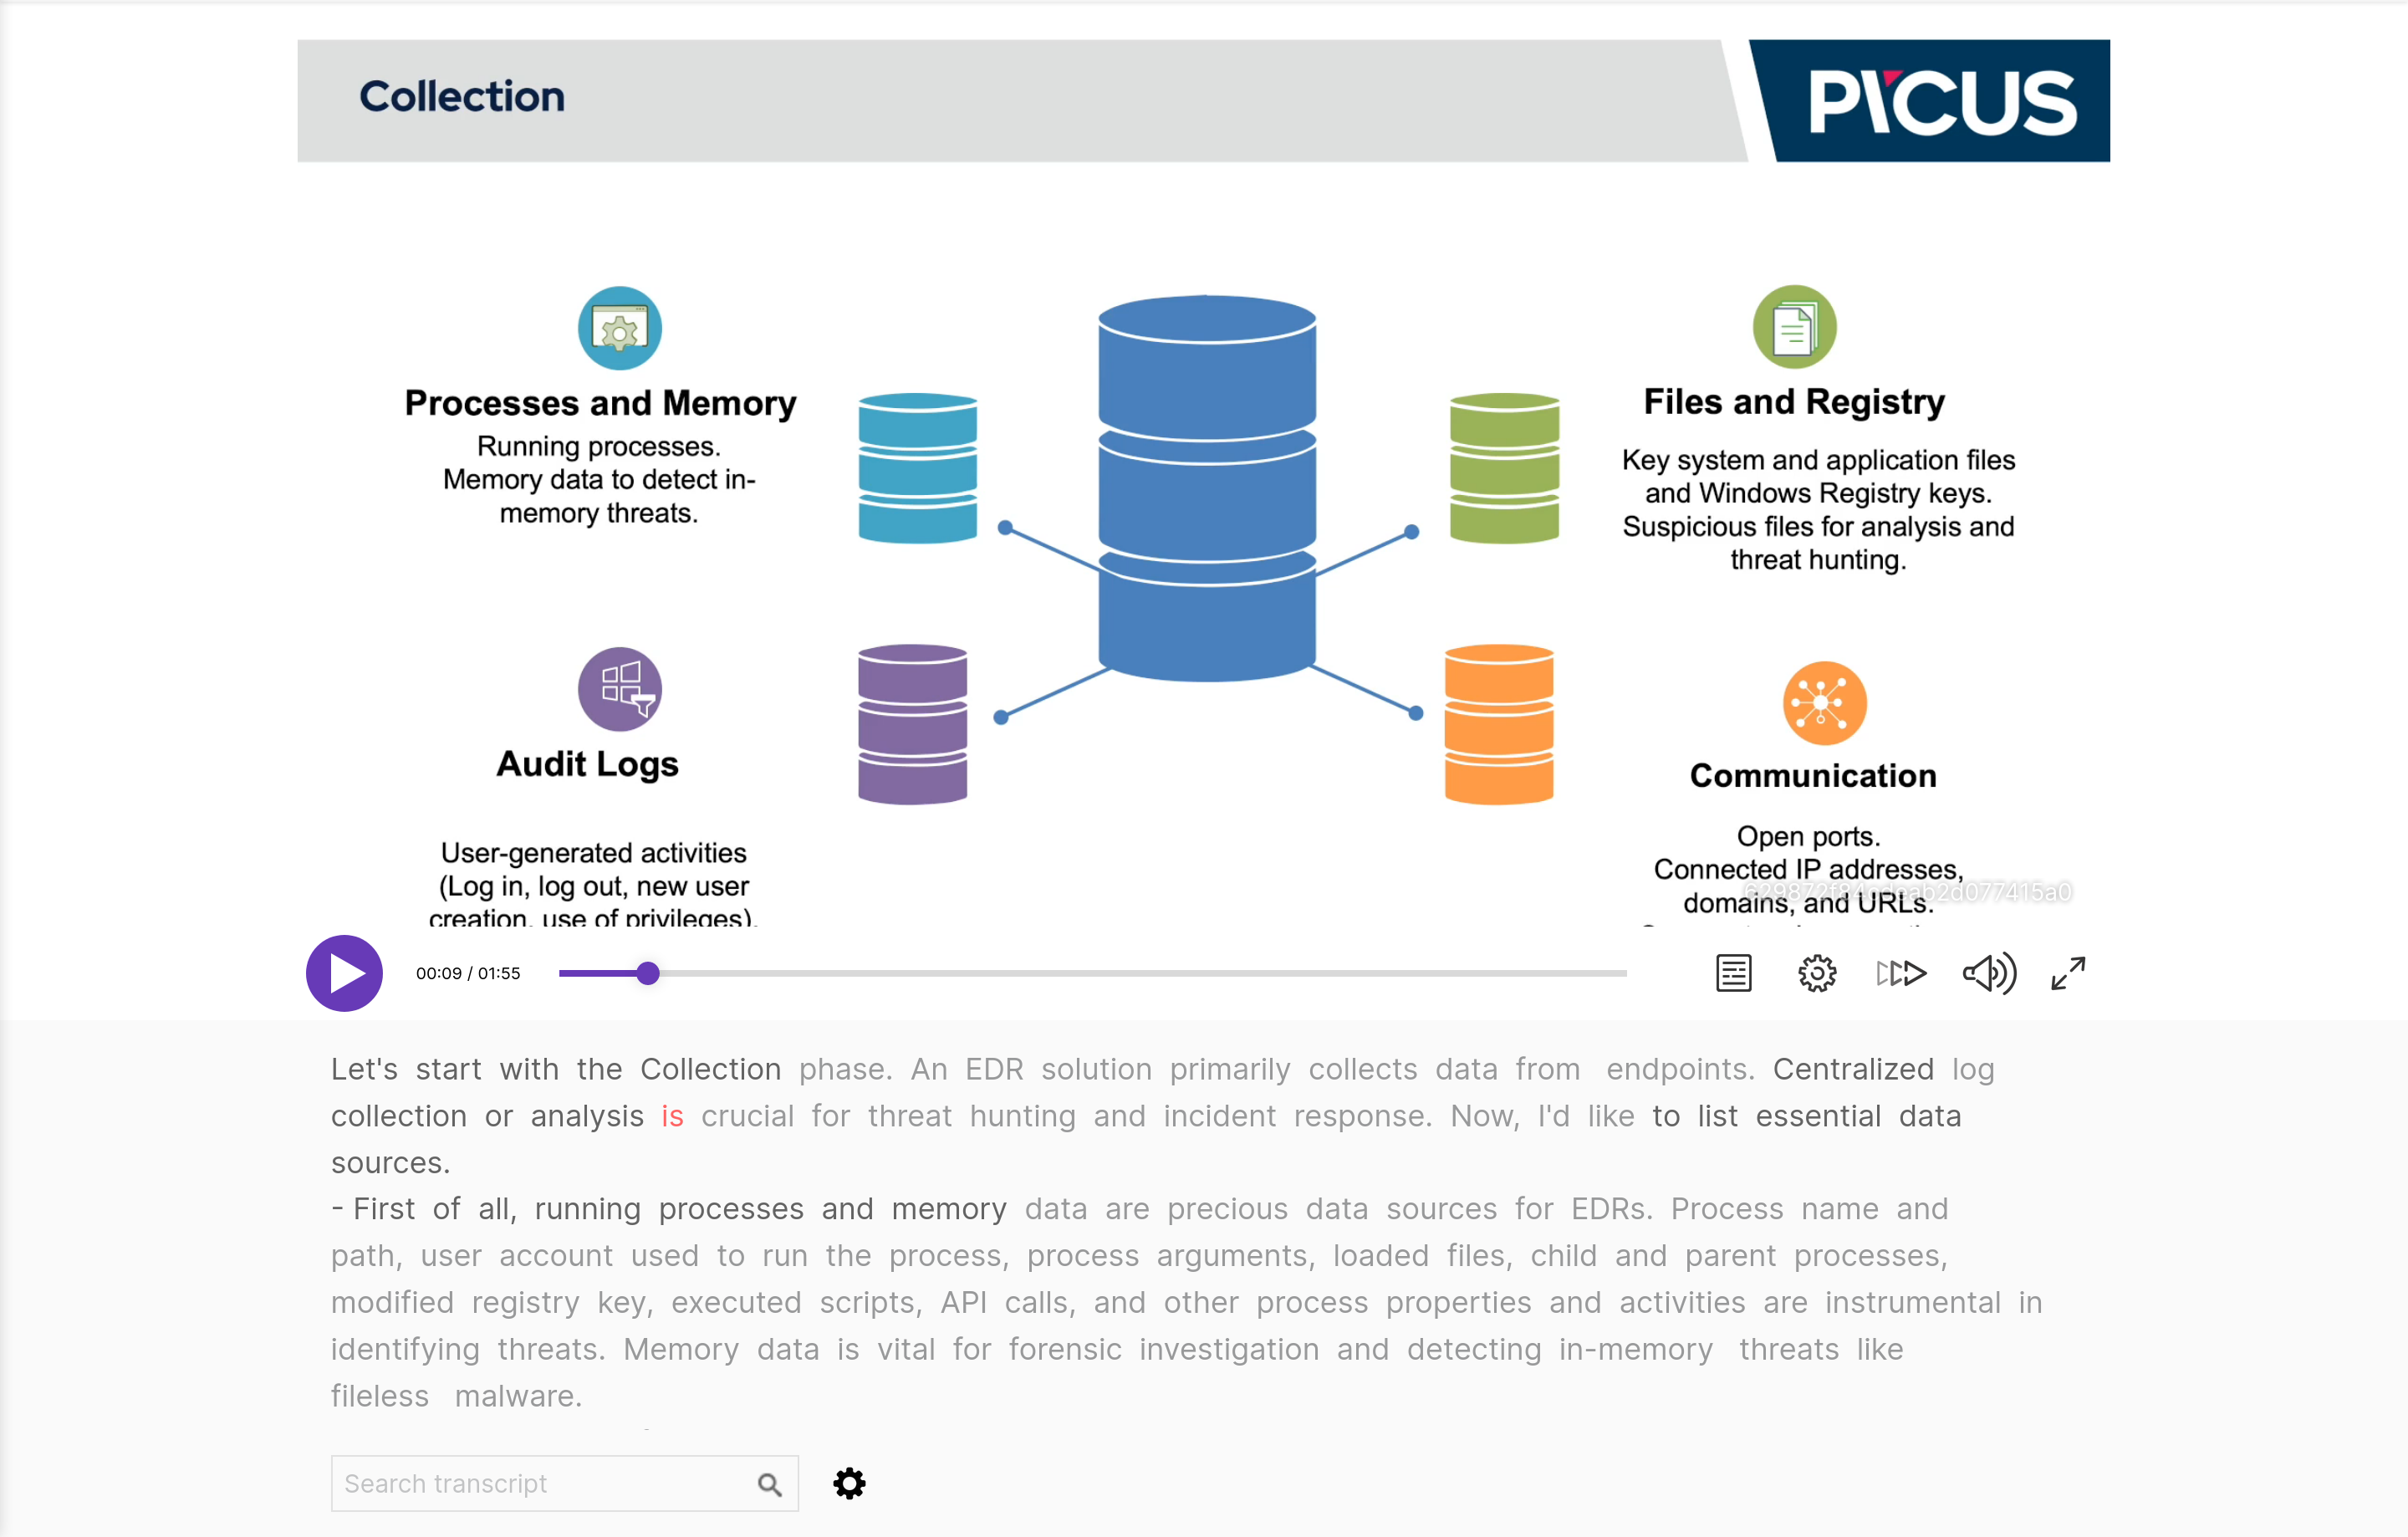 Collection
PICUS
Processes and Memory
Running processes.
Memory data to detect in-
memory threats.
Files and Registry
Key system and application files
and Windows Registry keys.
Suspicious files for analysis and
threat hunting.
Audit Logs
User-generated activities
(Log in, log out, new user
creation, use of privileges).
Communication
Open ports.
Connected IP addresses,
domains, and URLs.
00:09 / 01:55
Let's start with the Collection phase. An EDR solution primarily collects data from endpoints. Centralized log
collection or analysis is crucial for threat hunting and incident response. Now, I'd like to list essential data
sources.
- First of all, running processes and memory data are precious data sources for EDRs. Process name and
path, user account used to run the process, process arguments, loaded files, child and parent processes,
modified registry key, executed scripts, API calls, and other process properties and activities are instrumental in
identifying threats. Memory data is vital for forensic investigation and detecting in-memory threats like
fileless malware.
Search transcript